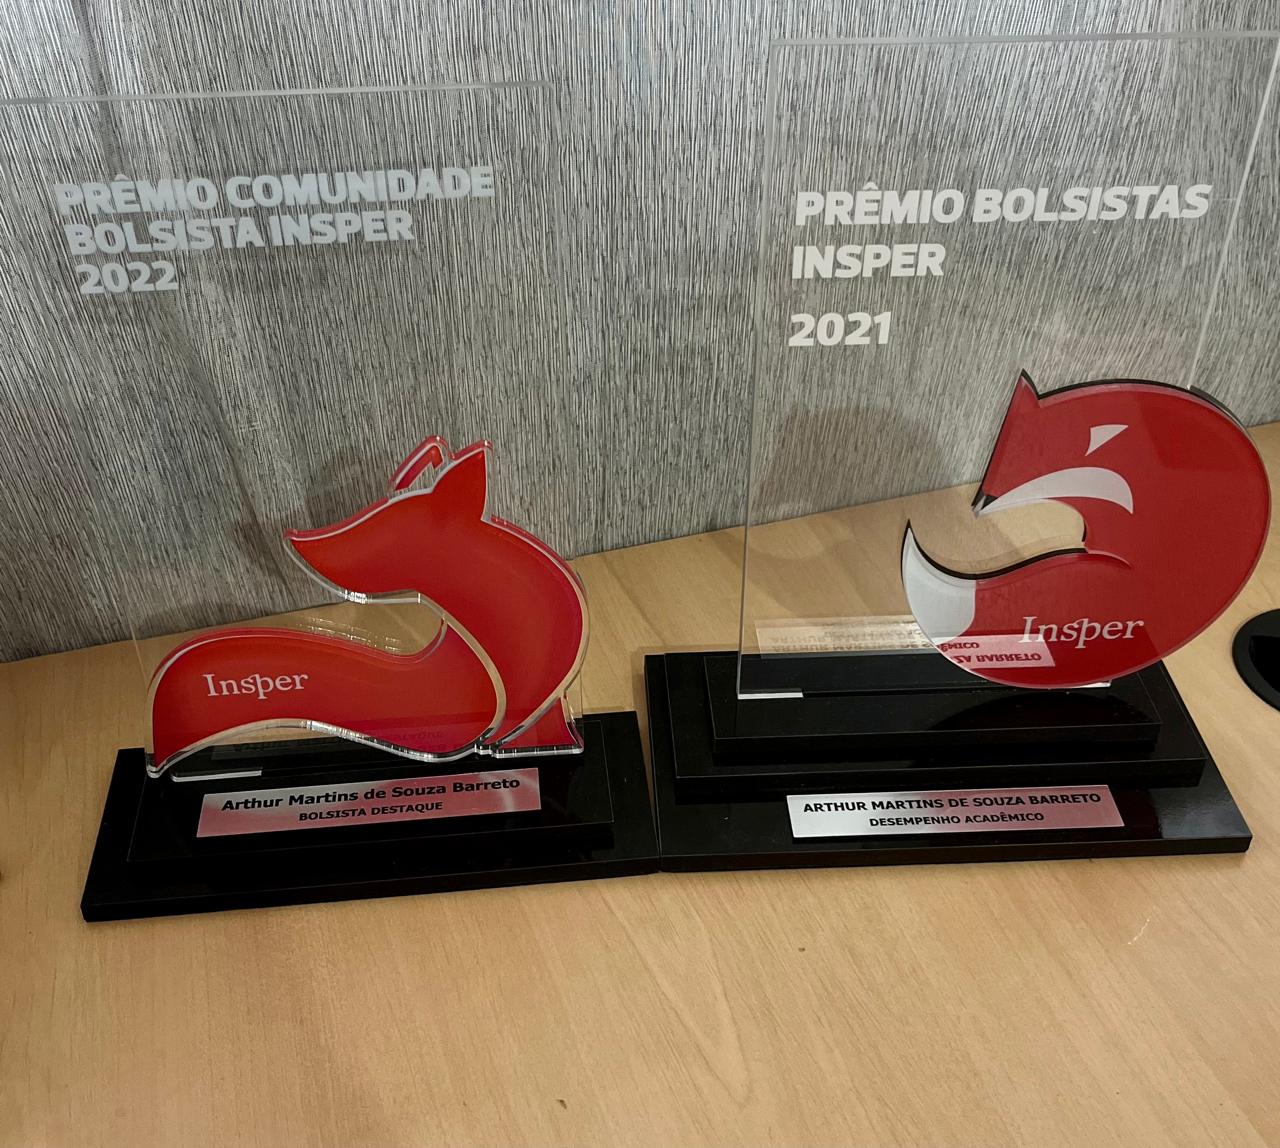 PRÊMIO COMUNIDADE
BOLSISTA INSPER
2022
Insper
Arthur Martins de Souza Barreto
BOLSISTA DESTAQUE
PRÊMIO BOLSISTAS
INSPER
2021
Insper
ARTHUR MARTINS DE SOUZA BARRETO
DESEMPENHO ACADÊMICO